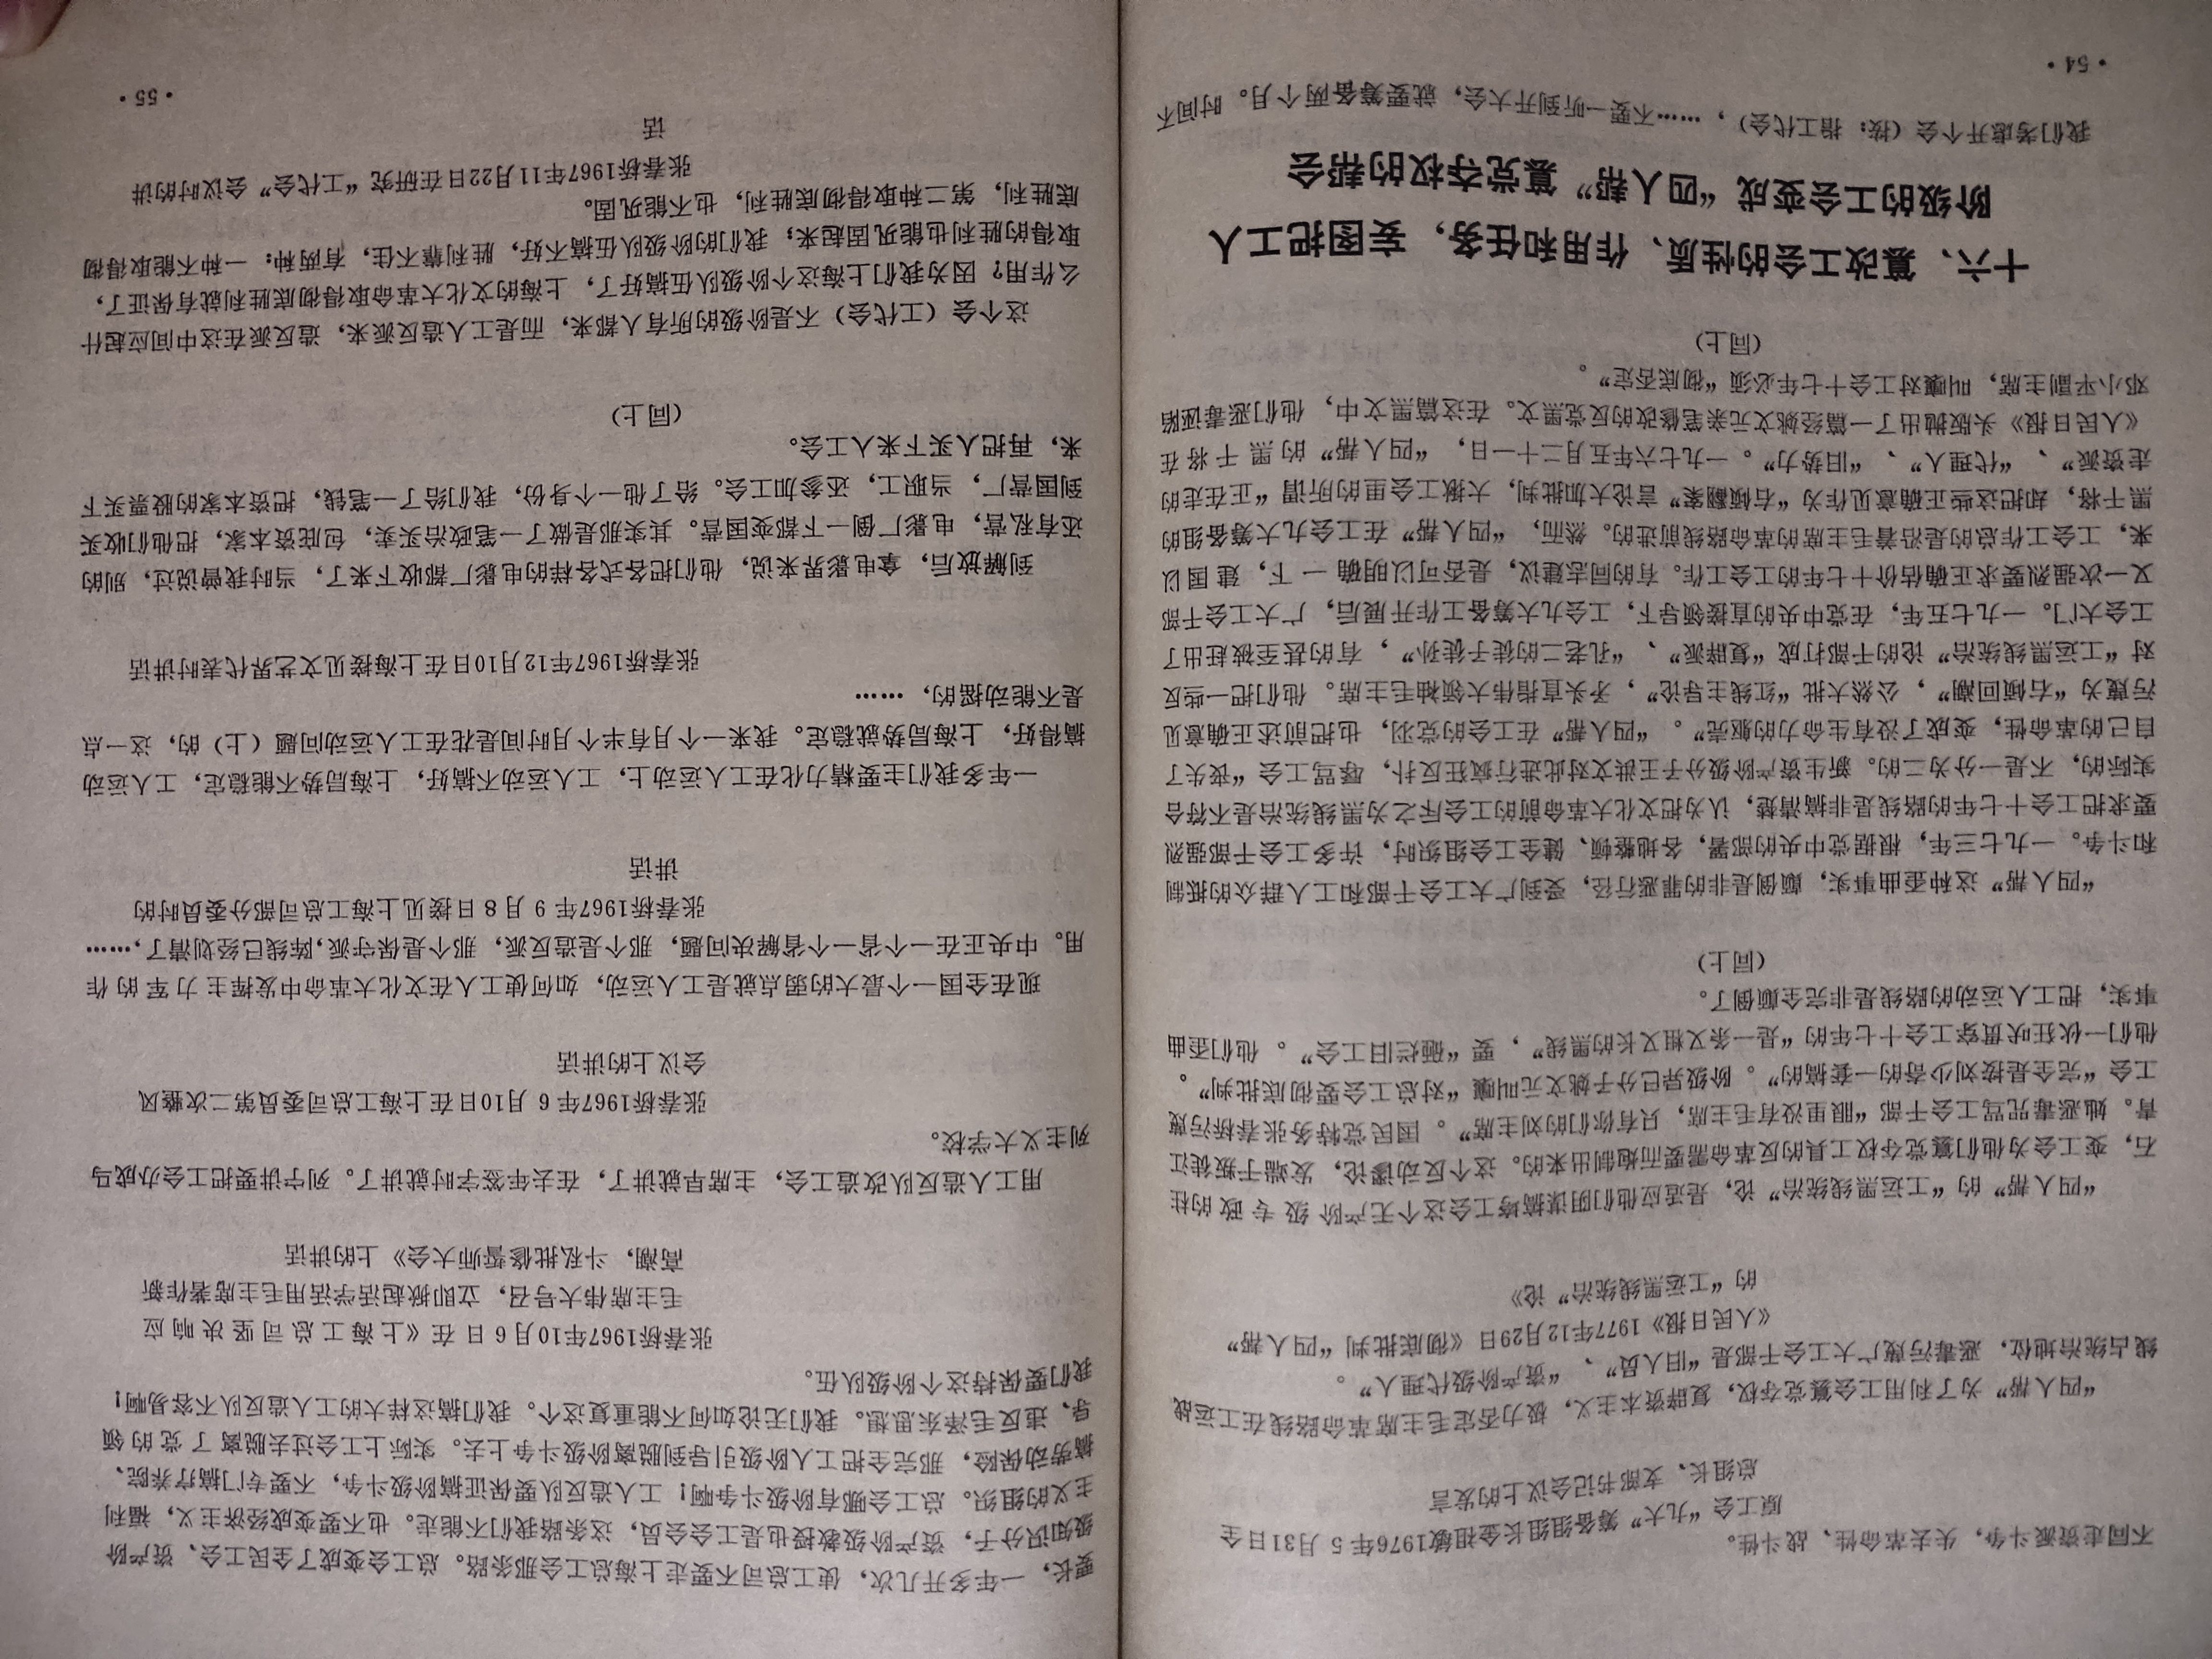 不同走资派斗争，失去革命性、战斗性。
原工会“九大”筹备组组长金祖敏1976年5月31日全
总组长、支部书记会议上的发言
“四人帮”为了利用工会篡党夺权，复辟资本主义，极力否定毛主席革命路线在工运战
线占统治地位，恶毒污蔑广大工会干部是“旧人员”、“资产阶级代理人”。
《人民日报》1977年12月29日《彻底批判“四人帮”
的“工运黑线统治”论》
“四人帮”的“工运黑线统治”论，是适应他们阴谋搞垮工会这个无产阶级专政的柱
石，变工会为他们篡党夺权工具的反革命需要而炮制出来的。这个反动谬论，发端于叛徒江
青。她恶毒咒骂工会干部“眼里没有毛主席，只有你们的刘主席”。国民党特务张春桥污蔑
工会“完全是按刘少奇的一套搞的”。阶级异己分子姚文元叫嚷“对总工会要彻底批判”。
他们一伙狂吠贯穿工会十七年的“是一条又粗又长的黑线”，要“砸烂旧工会”。他们歪曲
事实，把工人运动的路线是非完全颠倒了。
（同上）
“四人帮”这种歪曲事实，颠倒是非的罪恶行径，受到广大工会干部和工人群众的抵制
和斗争。一九七三年，根据党中央的部署，各地整顿、健全工会组织时，许多工会干部强烈
要求把工会十七年的路线是非搞清楚，认为把文化大革命前的工会斥之为黑线统治是不符合
实际的，不是一分为二的。新生资产阶级分子王洪文对此进行疯狂反扑，辱骂工会“丧失了
自己的革命性，变成了没有生命力的躯壳”。“四人帮”在工会的党羽，也把前述正确意见
污蔑为“右倾回潮”，公然大批“红线主导论”，矛头直指伟大领袖毛主席。他们把一些反
对“工运黑线统治”论的干部打成“复辟派”、“孔老二的徒子徒孙”，有的甚至被赶出了
工会大门。一九七五年，在党中央的直接领导下，工会九大筹备工作开展后，广大工会干部
又一次强烈要求正确估价十七年的工会工作。有的同志建议，是否可以明确一下，建国以
来，工会工作总的是沿着毛主席的革命路线前进的。然而，“四人帮”在工会九大筹备组的
黑干将，却把这些正确意见作为“右倾翻案”言论大加批判，大揪工会里的所谓“正在走的
走资派”、“代理人”、“旧势力”。一九七六年五月二十一日，“四人帮”的黑干将在
《人民日报》头版抛出了一篇经姚文元亲笔修改的反党黑文。在这篇黑文中，他们恶毒诬陷
邓小平副主席，叫嚷对工会十七年必须“彻底否定”。
（同上）
十六、篡改工会的性质、作用和任务，妄图把工人
阶级的工会变成“四人帮”篡党夺权的帮会
我们考虑开个会（按：指工代会），……不要一听到开大会，就要筹备两个月。时间不
·54·
要长，一年多开几次，使工总司不要走上海总工会那条路。总工会变成了全民工会、资产阶
级知识分子，资产阶级教授也是工会会员，这条路我们不能走。也不要变成经济主义，福利
主义的组织。总工会哪有阶级斗争啊！工人造反队要保证搞阶级斗争，不要专门搞疗养院、
搞劳动保险，那完全把工人阶级引导到脱离阶级斗争上去。实际上工会过去脱离了党的领
导、违反毛泽东思想。我们无论如何不能重复这个。我们搞这样大的工人造反队不容易啊！
我们要保持这个阶级队伍。
张春桥1967年10月6日在《上海工总司坚决响应
毛主席伟大号召，立即掀起活学活用毛主席著作新
高潮，斗私批修誓师大会》上的讲话
用工人造反队改造工会，主席早就讲了，在去年签字时就讲了。列宁讲要把工会办成马
列主义大学校。
张春桥1967年6月10日在上海工总司委员第二次整风
会议上的讲话
现在全国一个最大的弱点就是工人运动，如何使工人在文化大革命中发挥主力军的作
用。中央正在一个省一个省解决问题，那个是造反派，那个是保守派，阵线已经划清了，……
张春桥1967年9月8日接见上海工总司部分委员时的
讲话
一年多我们主要精力化在工人运动上，工人运动不搞好，上海局势不能稳定，工人运动
搞得好，上海局势就稳定。我来一个月有半个月时间是花在工人运动问题（上）的，这一点
是不能动摇的，……
张春桥1967年12月10日在上海接见文艺界代表时讲话
到解放后，拿电影界来说，他们把各式各样的电影厂都收下来了，当时我曾说过，别的
还有私营，电影厂倒一下都变国营。其实那是做了一笔政治买卖，包庇资本家，把他们收买
到国营厂，当职工，还参加工会。给了他一个身份，我们给了一笔钱，把资本家的股票买下
来，再把人买下来入工会。
（同上）
这个会（工代会）不是阶级的所有人都来，而是工人造反派来，造反派在这中间应起什
么作用？因为我们上海这个阶级队伍搞好了，上海的文化大革命取得彻底胜利就有保证了，
取得的胜利也能巩固起来；我们的阶级队伍搞不好，胜利靠不住，有两种：一种不能取得彻
底胜利，第二种取得彻底胜利，也不能巩固。
张春桥1967年11月22日在研究“工代会”会议时的讲
话
·55·